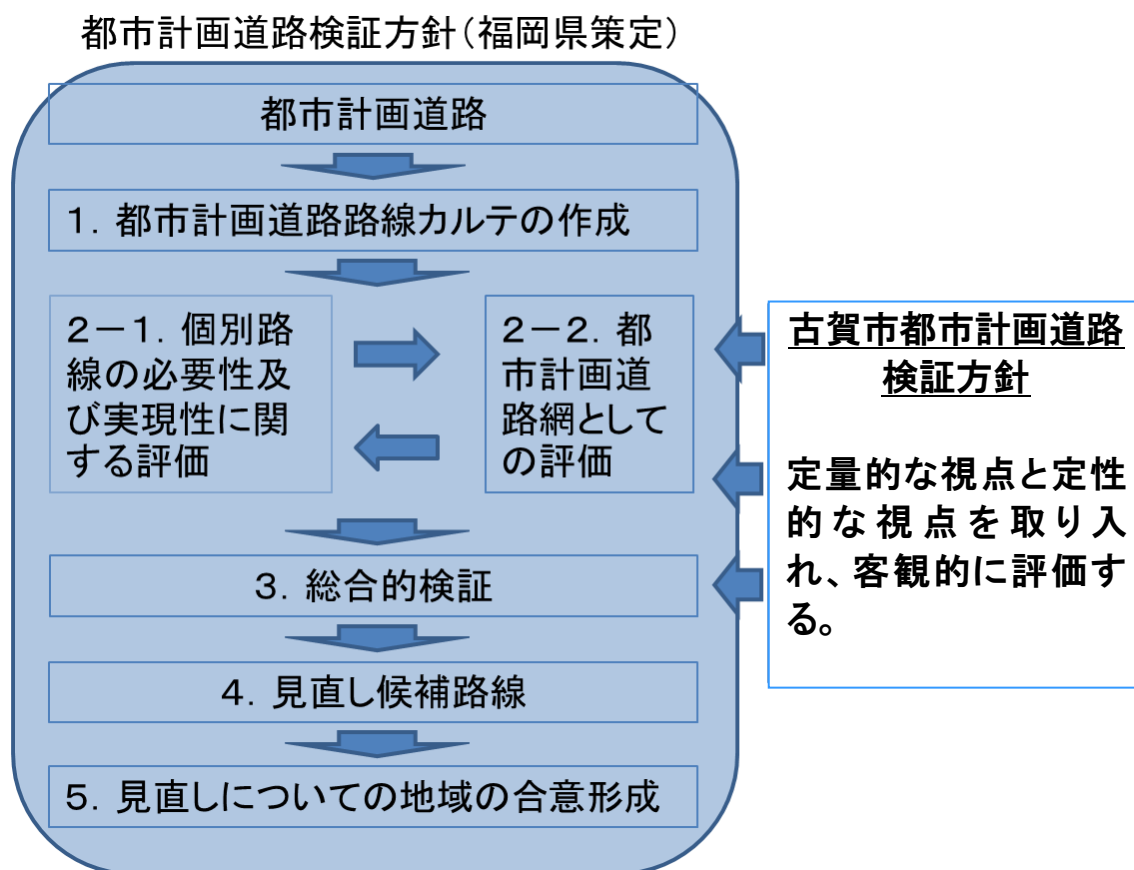 都市計画道路検証方針（福岡県策定）
都市計画道路
１．都市計画道路路線カルテの作成
２－１．個別路
線の必要性及
び実現性に関
する評価
２－２．都
市計画道
路網として
の評価
３．総合的検証
４．見直し候補路線
５．見直しについての地域の合意形成
古賀市都市計画道路
検証方針
定量的な視点と定性
的な視点を取り入
れ、客観的に評価す
る。